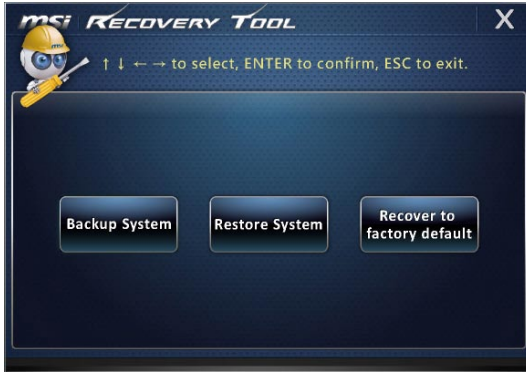 msi RECOVERY TOOL X
↑ ↓ ← → to select, ENTER to confirm, ESC to exit.
Backup System
Restore System
Recover to
factory default